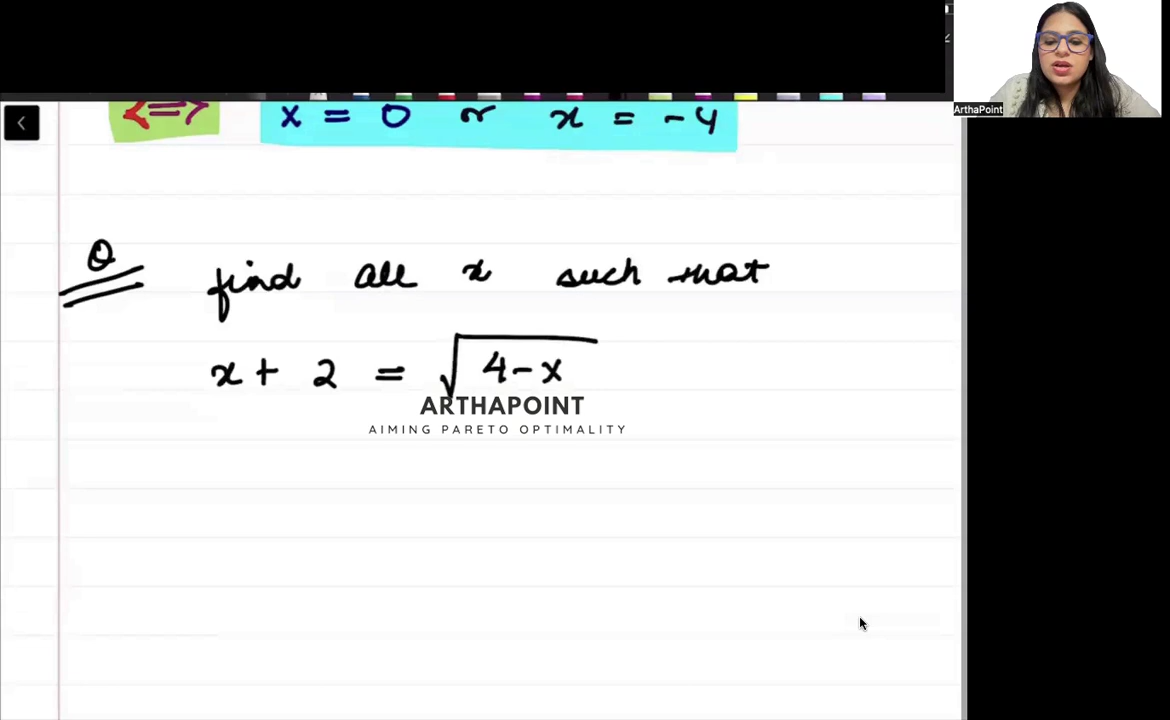 <=> x = 0 or x = -4
ArthaPoint
Q find all x such that
x + 2 = √(4-x)
ARTHAPOINT
AIMING PARETO OPTIMALITY